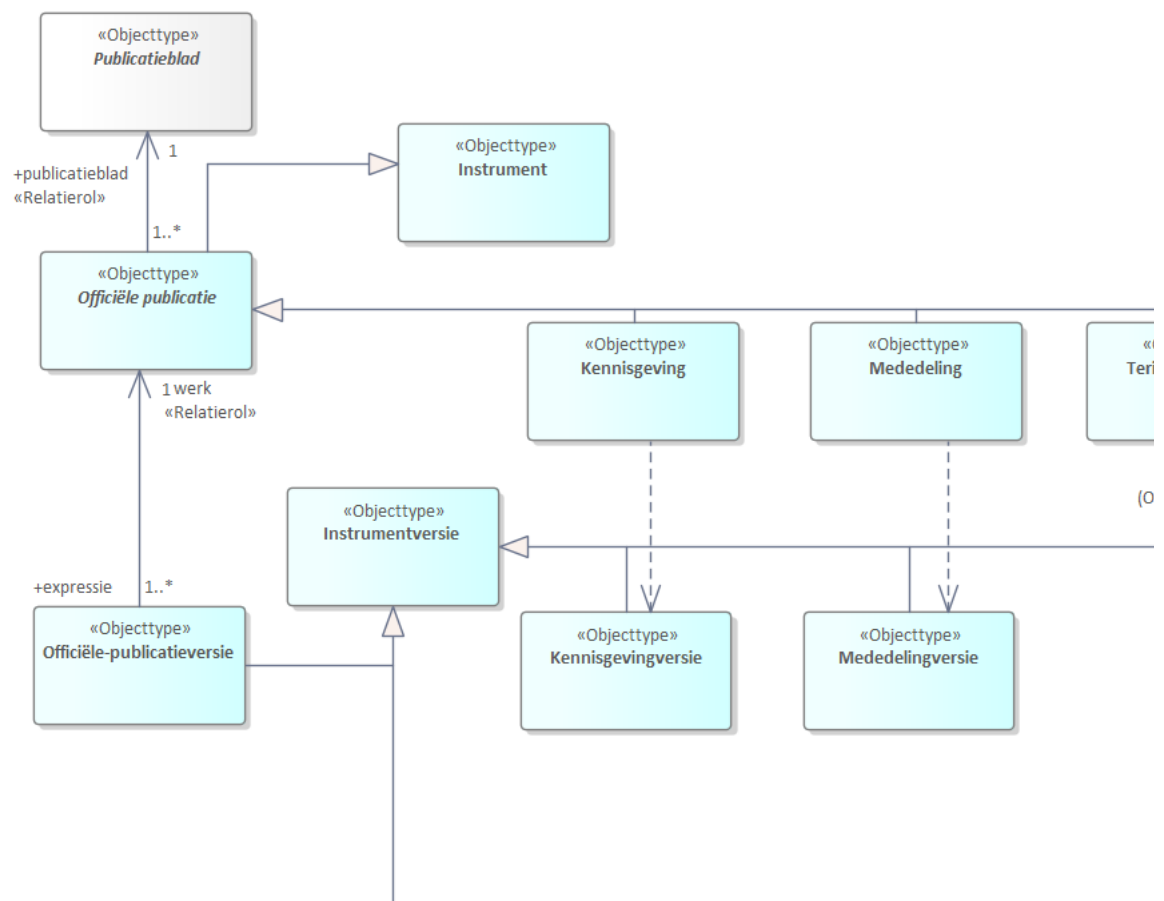 «Objecttype»
Publicatieblad
1
+publicatieblad
«Relatierol»
1..*
«Objecttype»
Instrument
«Objecttype»
Officiële publicatie
«Objecttype»
Kennisgeving
«Objecttype»
Mededeling
«O
Teri
1 werk
«Relatierol»
«Objecttype»
Instrumentversie
(O
+expressie
1..*
«Objecttype»
Officiële-publicatieversie
«Objecttype»
Kennisgevingversie
«Objecttype»
Mededelingversie